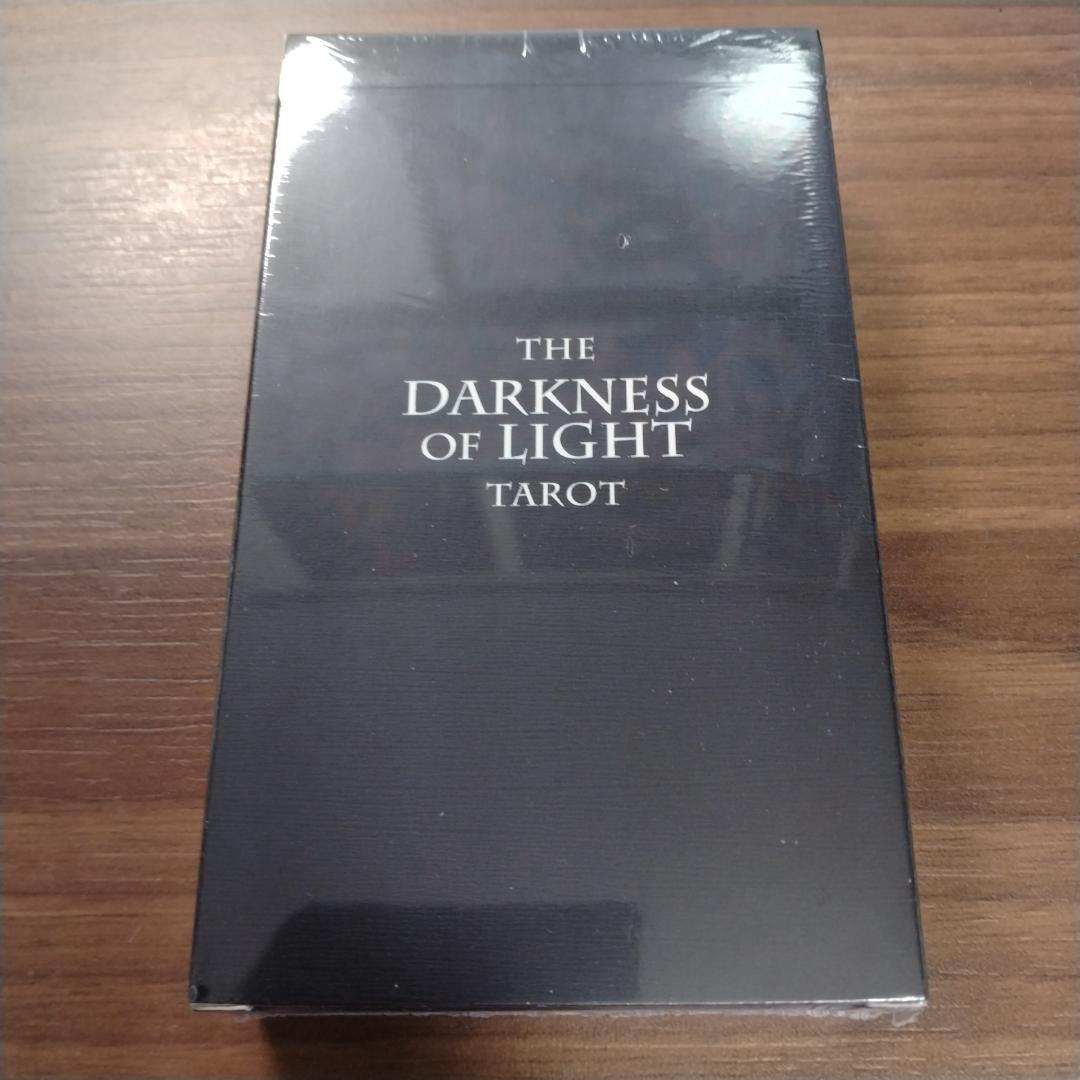 THE
DARKNESS
OF LIGHT
TAROT